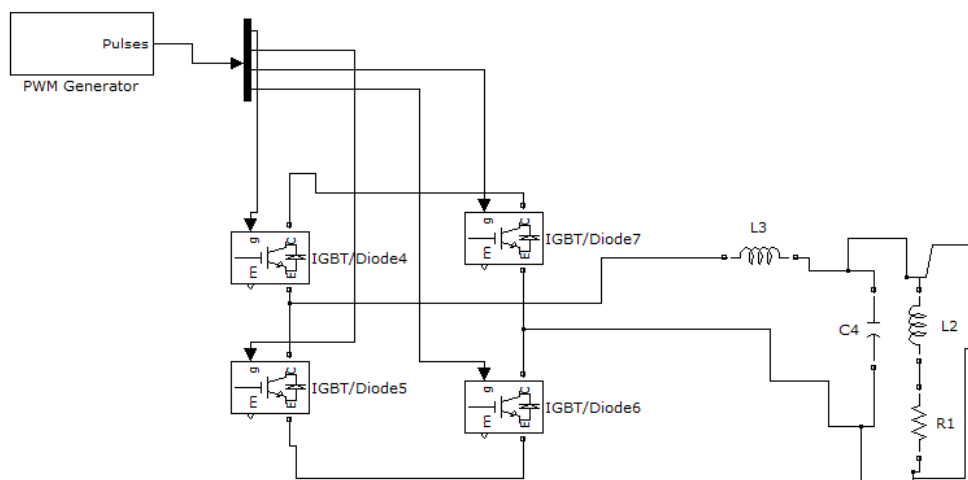 Pulses
PWM Generator
g
C
E
E
IGBT/Diode4
g
C
E
E
IGBT/Diode7
L3
g
C
E
E
IGBT/Diode5
g
C
E
E
IGBT/Diode6
C4
L2
R1